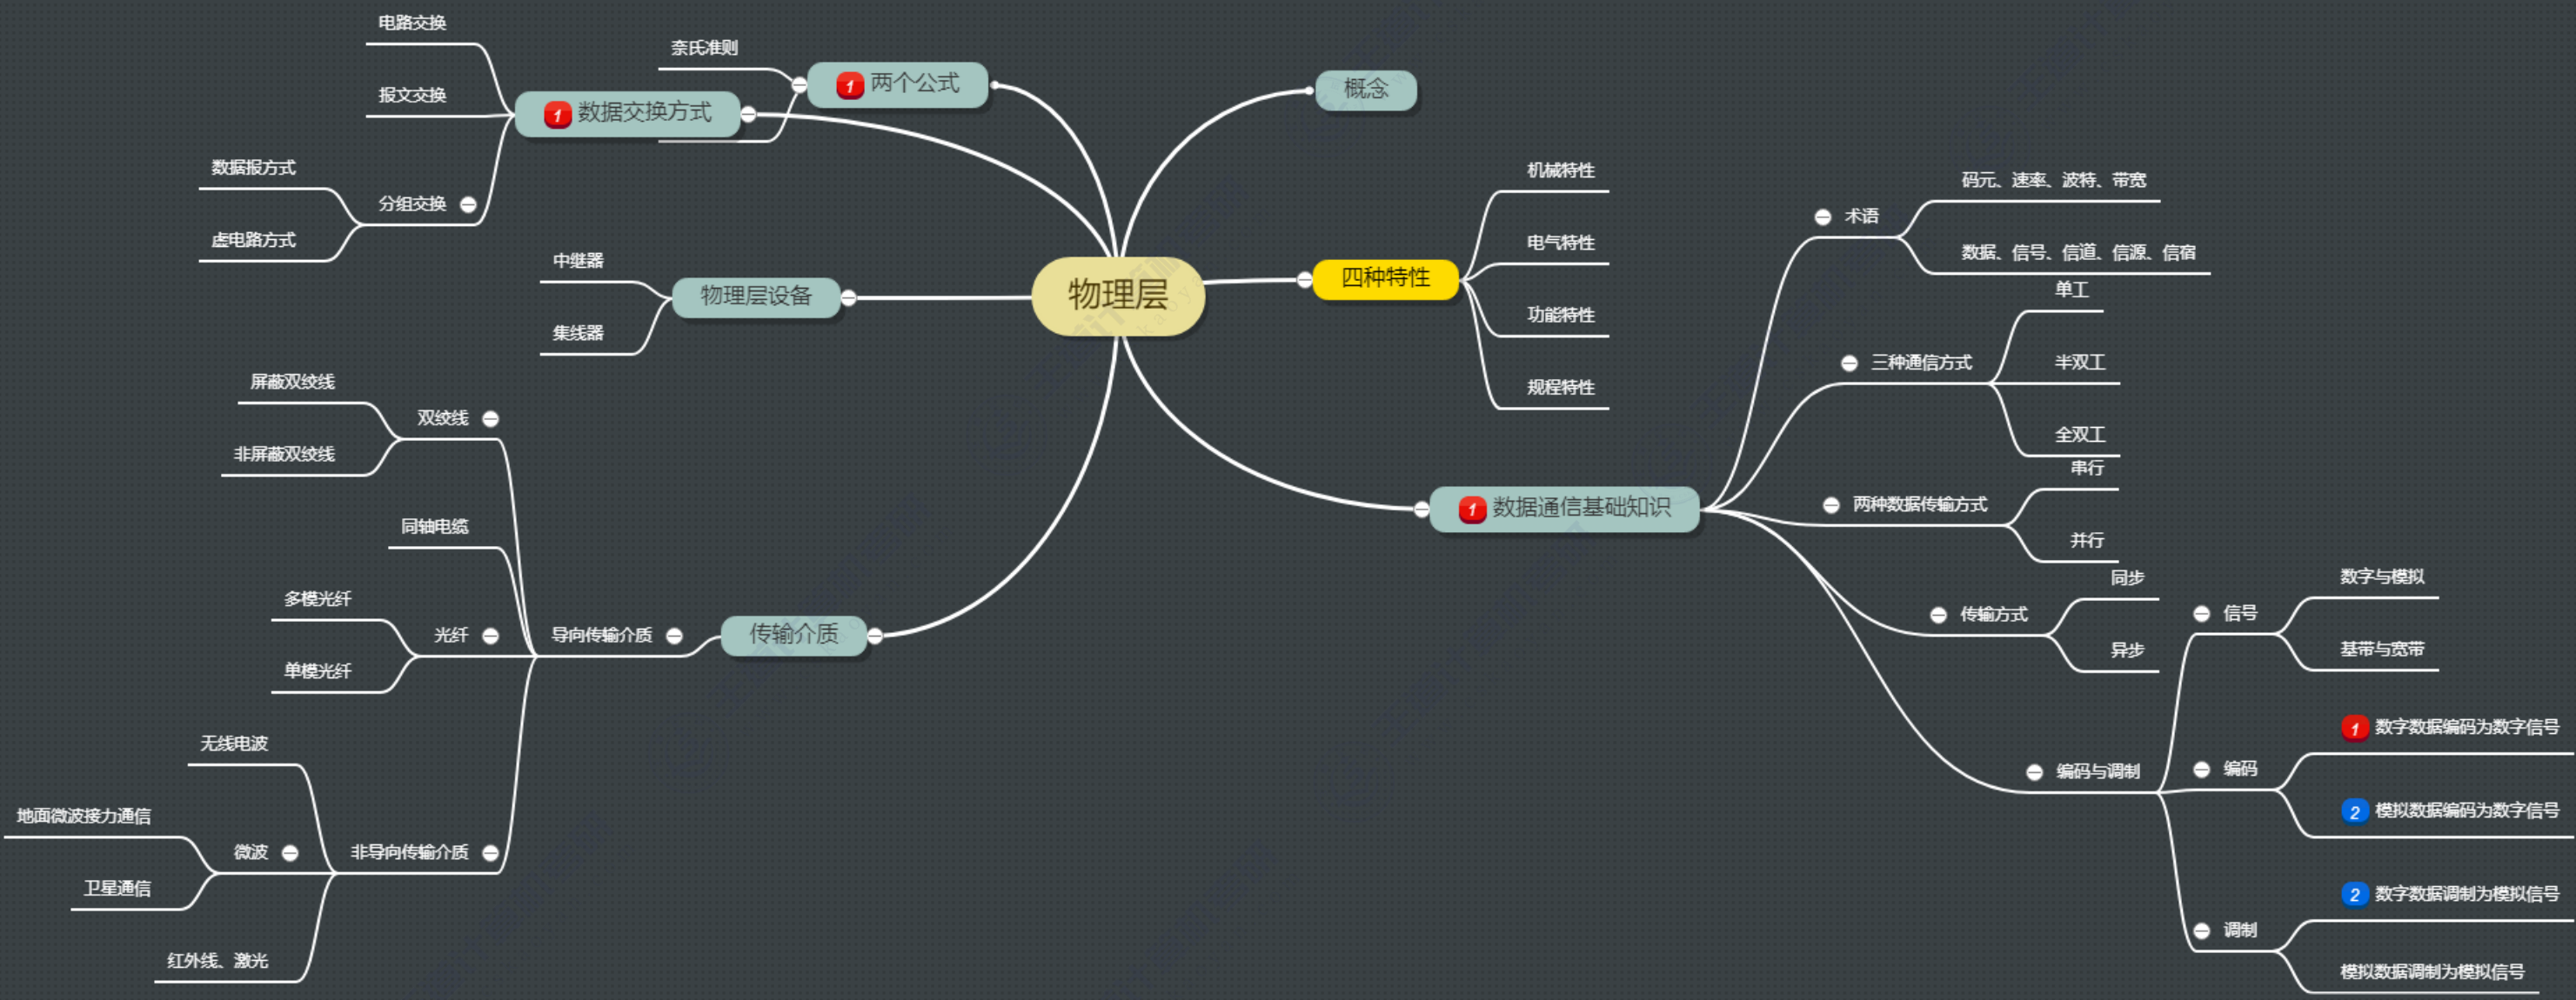 物理层
概念
四种特性
机械特性
电气特性
功能特性
规程特性
1 数据通信基础知识
术语
码元、速率、波特、带宽
数据、信号、信道、信源、信宿
三种通信方式
单工
半双工
全双工
两种数据传输方式
串行
并行
传输方式
同步
异步
编码与调制
信号
数字与模拟
基带与宽带
编码
1 数字数据编码为数字信号
2 模拟数据编码为数字信号
调制
2 数字数据调制为模拟信号
模拟数据调制为模拟信号
1 两个公式
奈氏准则
1 数据交换方式
电路交换
报文交换
分组交换
数据报方式
虚电路方式
物理层设备
中继器
集线器
传输介质
导向传输介质
双绞线
屏蔽双绞线
非屏蔽双绞线
同轴电缆
光纤
多模光纤
单模光纤
非导向传输介质
无线电波
微波
地面微波接力通信
卫星通信
红外线、激光